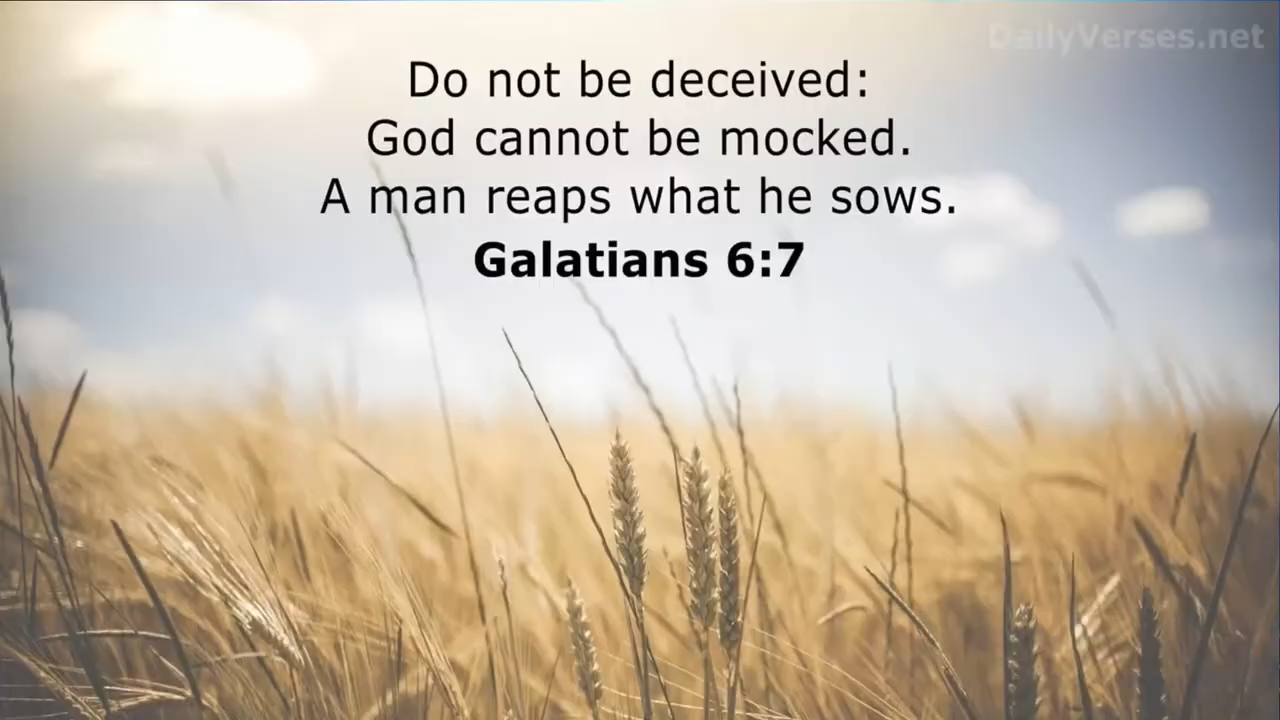 DailyVerses.net
Do not be deceived:
God cannot be mocked.
A man reaps what he sows.
Galatians 6:7